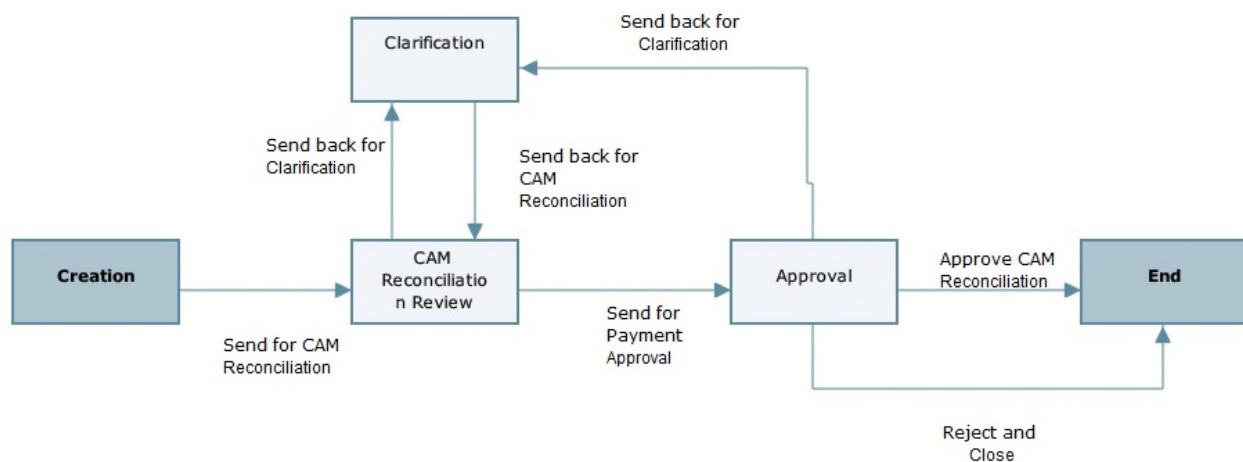 Send back for
Clarification
Clarification
Send back for
Clarification
Send back for
CAM
Reconciliation
Creation
CAM
Reconciliatio
n Review
Approval
Approve CAM
Reconciliation
End
Send for CAM
Reconciliation
Send for
Payment
Approval
Reject and
Close